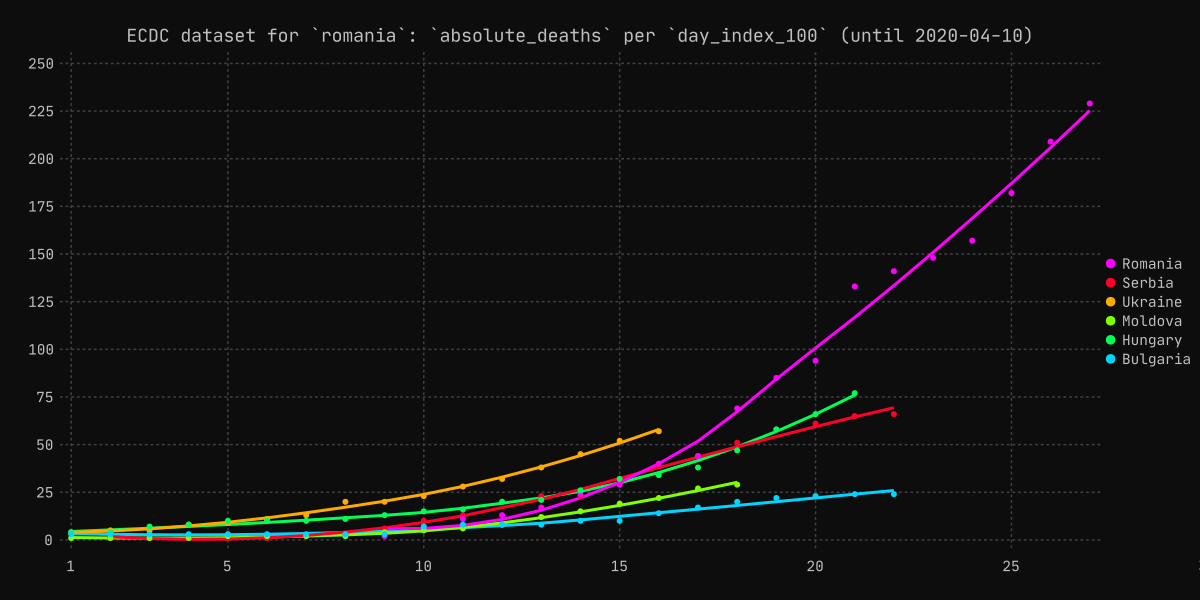 ECDC dataset for `romania`: `absolute_deaths` per `day_index_100` (until 2020-04-10)
250
225
200
175
150
125
100
75
50
25
0
1 5 10 15 20 25
Romania
Serbia
Ukraine
Moldova
Hungary
Bulgaria